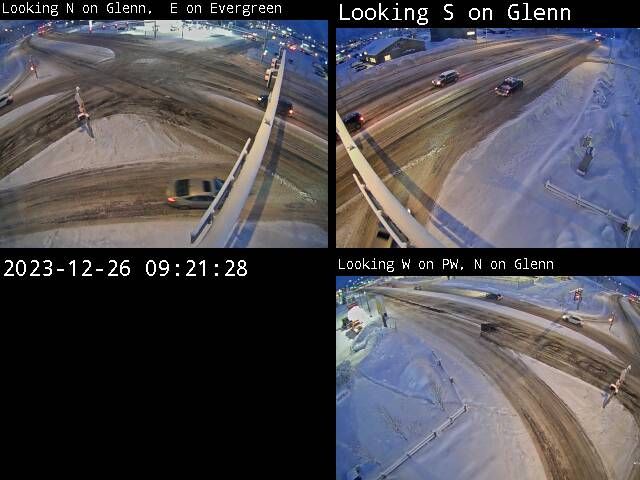 Looking N on Glenn,  E on Evergreen
Looking S on Glenn
2023-12-26 09:21:28
Looking W on PW, N on Glenn